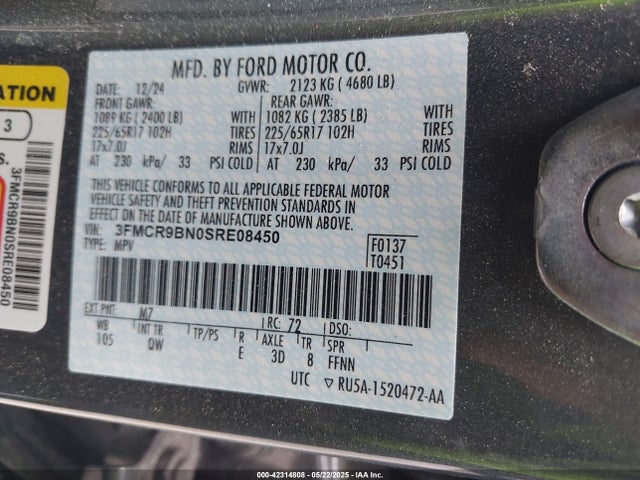 MFD. BY FORD MOTOR CO.
DATE: 12/24 GVWR: 2123 KG ( 4680 LB)
FRONT GAWR: REAR GAWR:
1089 KG ( 2400 LB) WITH 1082 KG ( 2385 LB) WITH
225/65R17 102H TIRES 225/65R17 102H TIRES
17x7.0J RIMS 17x7.0J RIMS
AT 230 kPa/ 33 PSI COLD AT 230 kPa/ 33 PSI COLD
THIS VEHICLE CONFORMS TO ALL APPLICABLE FEDERAL MOTOR
VEHICLE SAFETY AND THEFT PREVENTION STANDARDS IN
EFFECT ON THE DATE OF MANUFACTURE SHOWN ABOVE.
VIN: 3FMCR9BN0SRE08450
TYPE: MPV
F0137
T0451
EXT PNT: M7 RC: 72 DSO:
WB INT TR TP/PS R AXLE TR SPR
105 QW E 3D 8 FFNN
UTC ▽ RU5A-1520472-AA
ATION
3
s.
3FMCR9BN0SRE08450
000-42314808 - 05/22/2025 - IAAI, Inc.